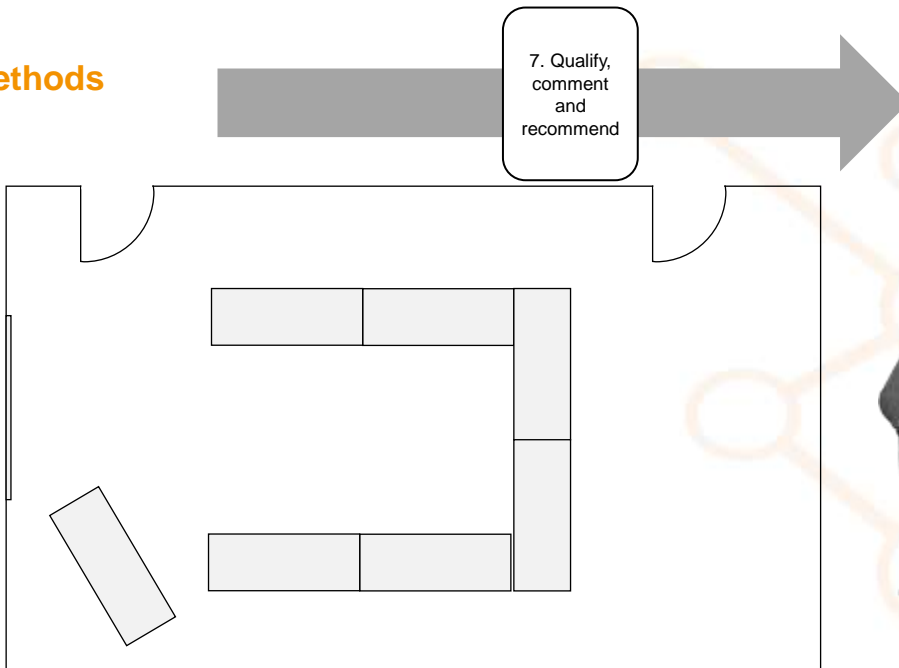 ethods
7. Qualify,
comment
and
recommend